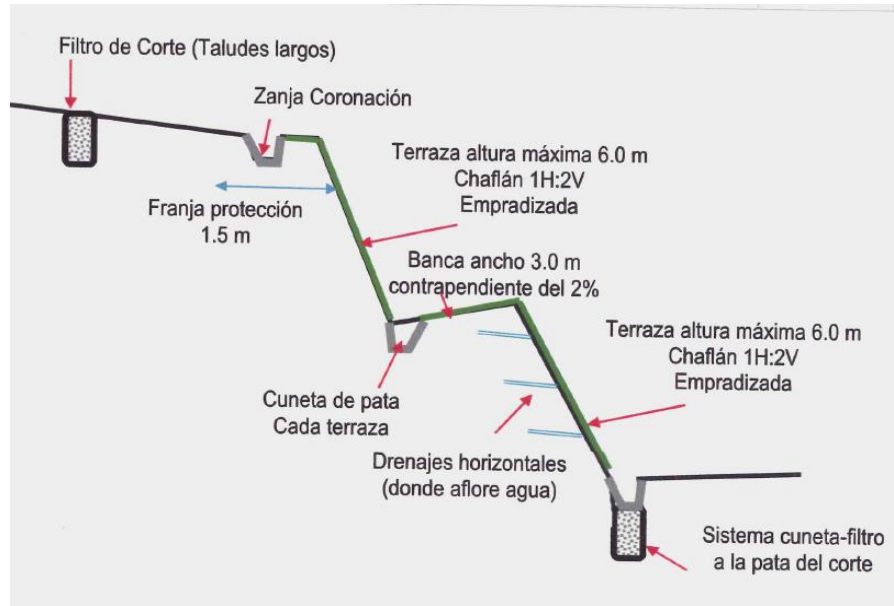 Filtro de Corte (Taludes largos)
Zanja Coronación
Terraza altura máxima 6.0 m
Chaflán 1H:2V
Empradizada
Franja protección
1.5 m
Banca ancho 3.0 m
contrapendiente del 2%
Terraza altura máxima 6.0 m
Chaflán 1H:2V
Empradizada
Cuneta de pata
Cada terraza
Drenajes horizontales
(donde aflore agua)
Sistema cuneta-filtro
a la pata del corte